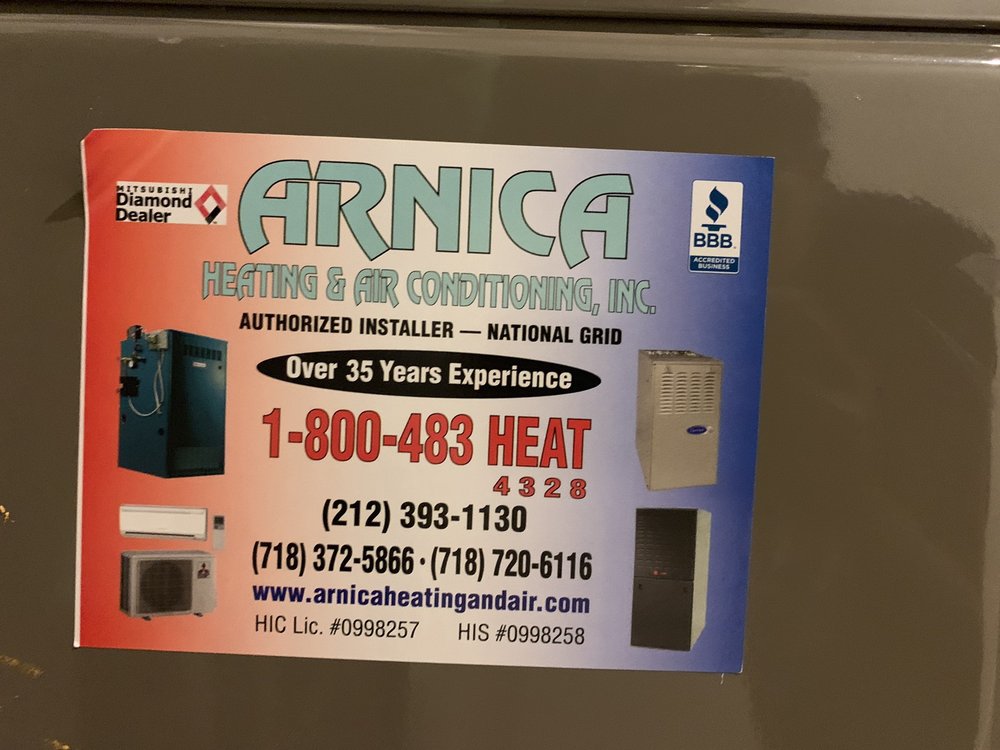 MITSUBISHI
Diamond
Dealer
ARNICA
BBB.
ACCREDITED
BUSINESS
HEATING & AIR CONDITIONING, INC.
AUTHORIZED INSTALLER — NATIONAL GRID
Over 35 Years Experience
1-800-483 HEAT
4328
(212) 393-1130
(718) 372-5866 · (718) 720-6116
www.arnicaheatingandair.com
HIC Lic. #0998257 HIS #0998258